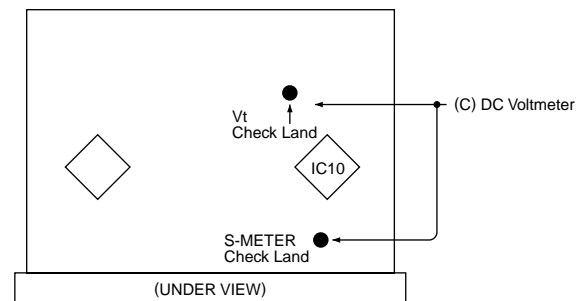 Vt
Check Land
(C) DC Voltmeter
IC10
S-METER
Check Land
(UNDER VIEW)